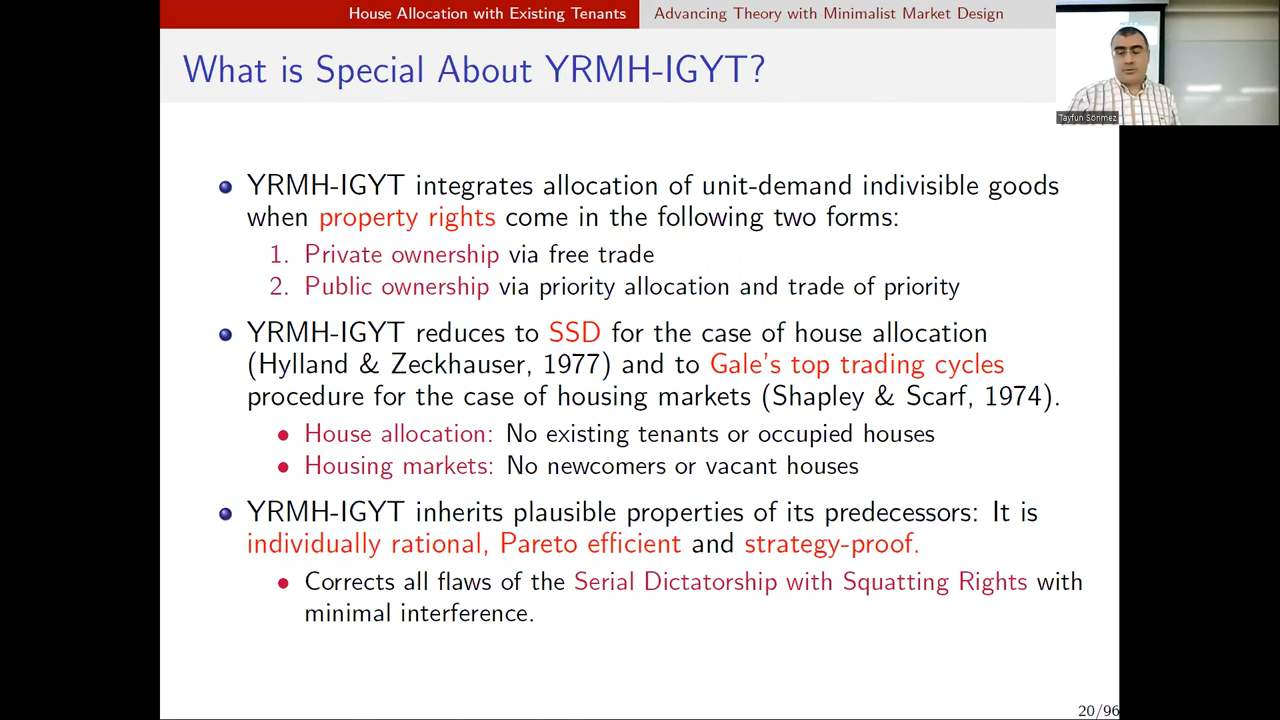 House Allocation with Existing Tenants
Advancing Theory with Minimalist Market Design
What is Special About YRMH-IGYT?
Tayfun Sönmez
YRMH-IGYT integrates allocation of unit-demand indivisible goods
when property rights come in the following two forms:
1. Private ownership via free trade
2. Public ownership via priority allocation and trade of priority
YRMH-IGYT reduces to SSD for the case of house allocation
(Hylland & Zeckhauser, 1977) and to Gale's top trading cycles
procedure for the case of housing markets (Shapley & Scarf, 1974).
House allocation: No existing tenants or occupied houses
Housing markets: No newcomers or vacant houses
YRMH-IGYT inherits plausible properties of its predecessors: It is
individually rational, Pareto efficient and strategy-proof.
Corrects all flaws of the Serial Dictatorship with Squatting Rights with
minimal interference.
20/96